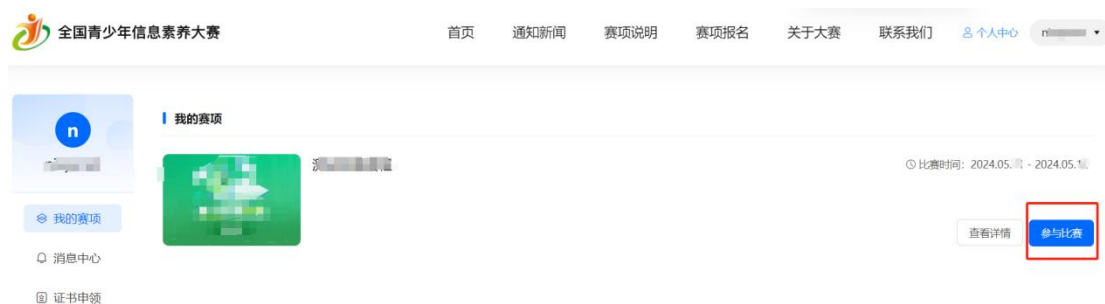 全国青少年信息素养大赛 首页 通知新闻 赛项说明 赛项报名 关于大赛 联系我们 个人中心 n
n
我的赛项
比赛时间：2024.05. - 2024.05.
我的赛项
查看详情 参与比赛
消息中心
证书申领